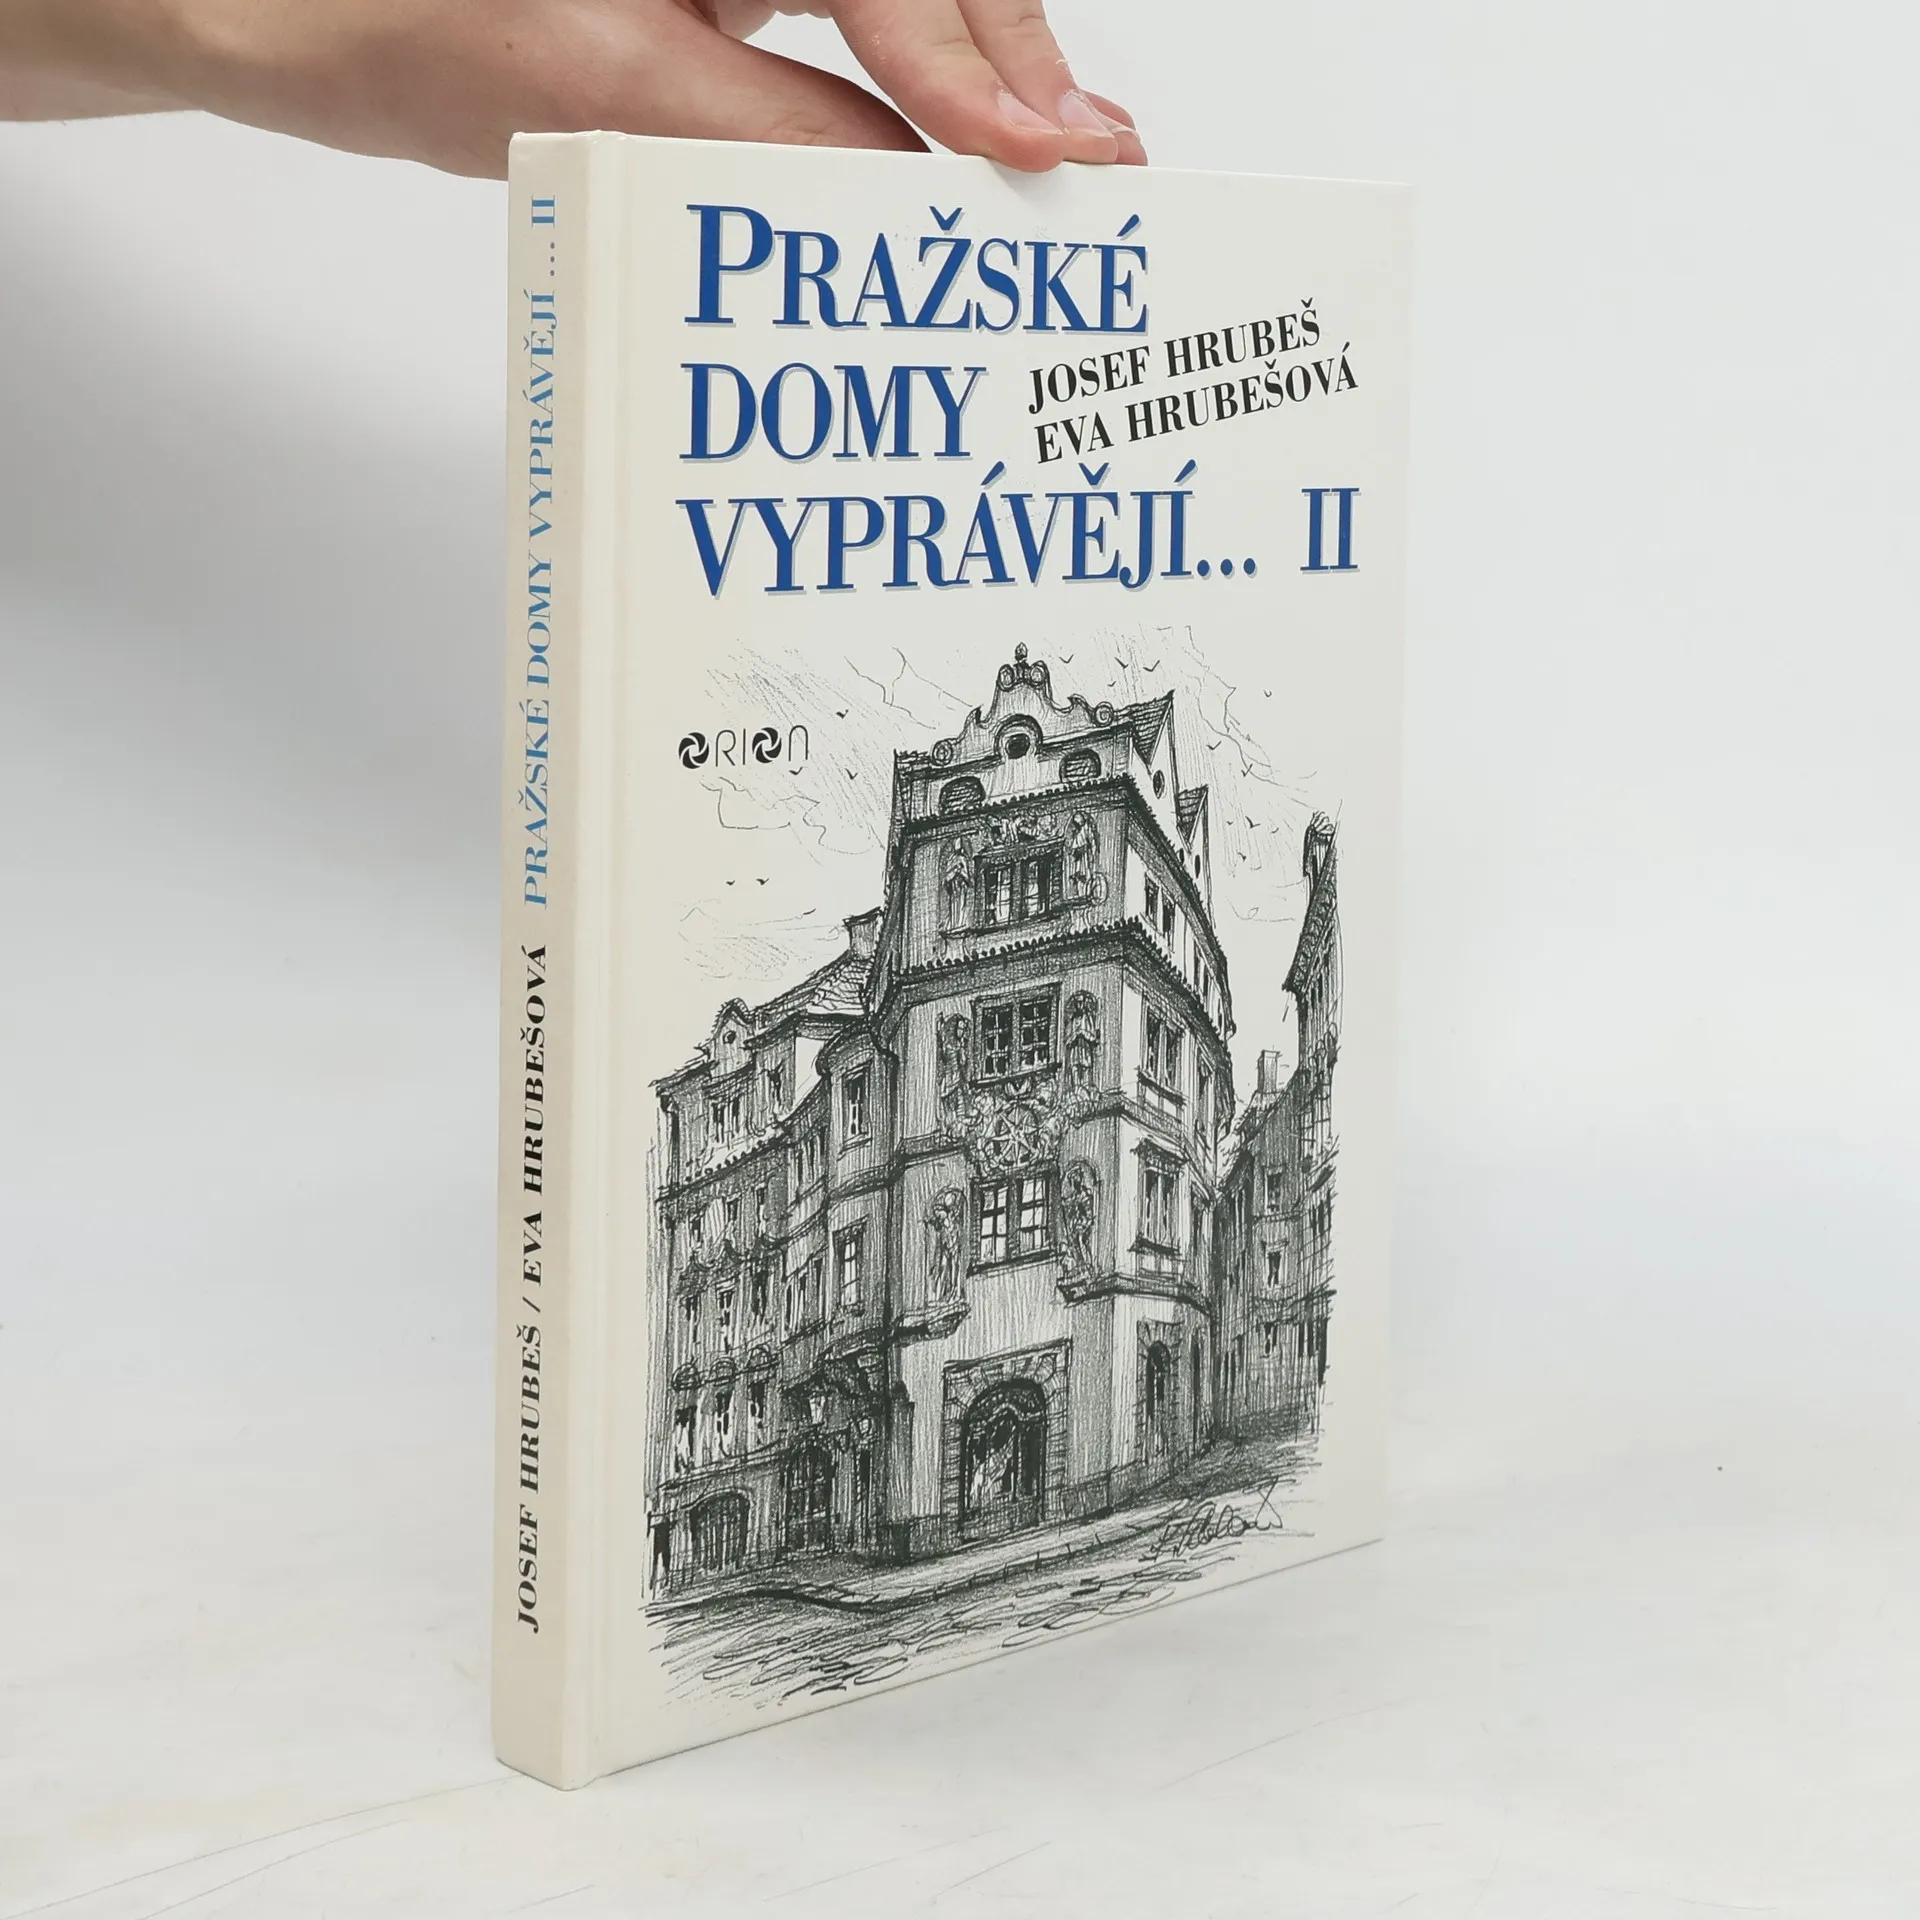 PRAŽSKÉ
DOMY
VYPRÁVĚJÍ... II
JOSEF HRUBEŠ
EVA HRUBEŠOVÁ
ORION
JOSEF HRUBEŠ / EVA HRUBEŠOVÁ PRAŽSKÉ DOMY VYPRÁVĚJÍ ... II